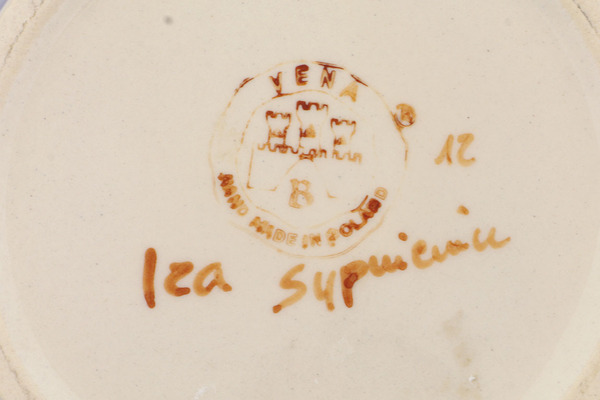 VENA
®
12
B
HAND MADE IN POLAND
Iza